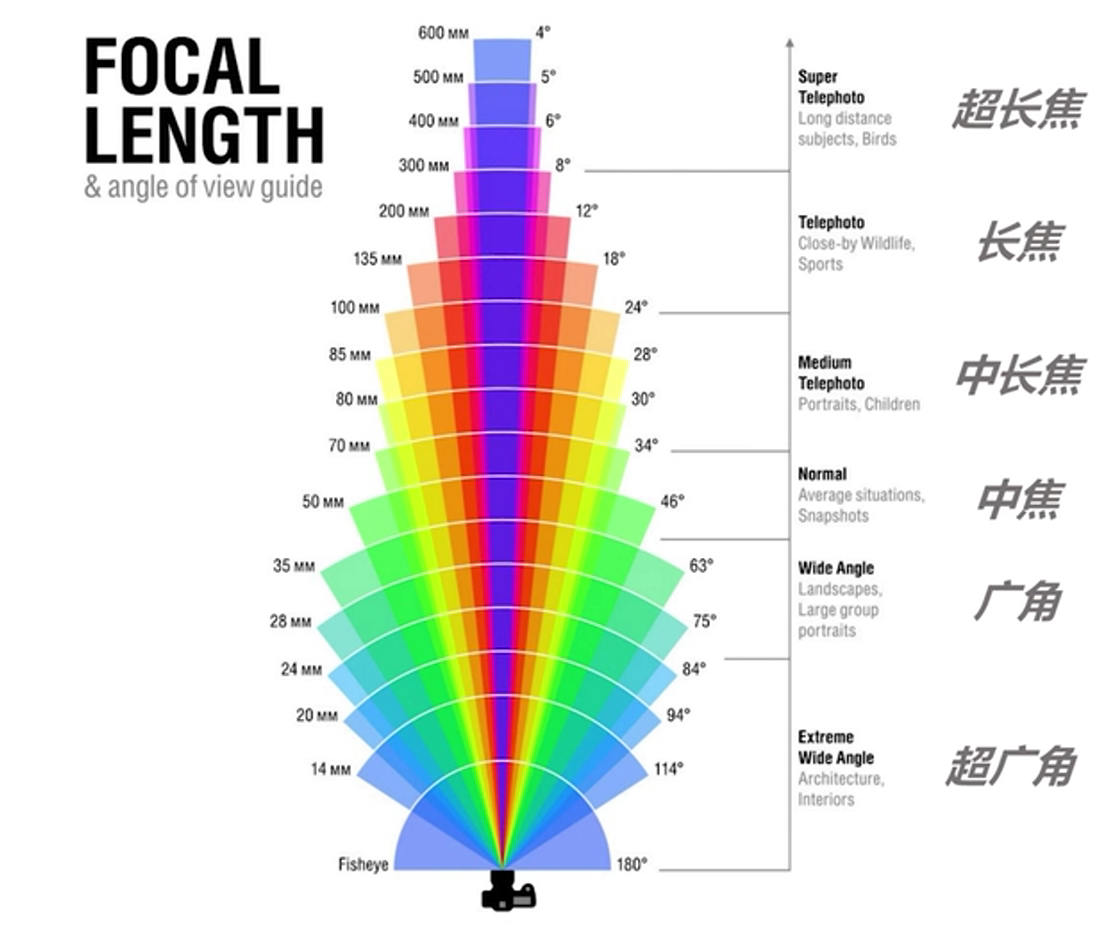 FOCAL
LENGTH
& angle of view guide
600 MM 4°
500 MM 5°
400 MM 6°
300 MM 8°
200 MM 12°
135 MM 18°
100 MM 24°
85 MM 28°
80 MM 30°
70 MM 34°
50 MM 46°
35 MM 63°
28 MM 75°
24 MM 84°
20 MM 94°
14 MM 114°
Fisheye 180°
Super
Telephoto
Long distance
subjects, Birds
超长焦
Telephoto
Close-by Wildlife,
Sports
长焦
Medium
Telephoto
Portraits, Children
中长焦
Normal
Average situations,
Snapshots
中焦
Wide Angle
Landscapes,
Large group
portraits
广角
Extreme
Wide Angle
Architecture,
Interiors
超广角